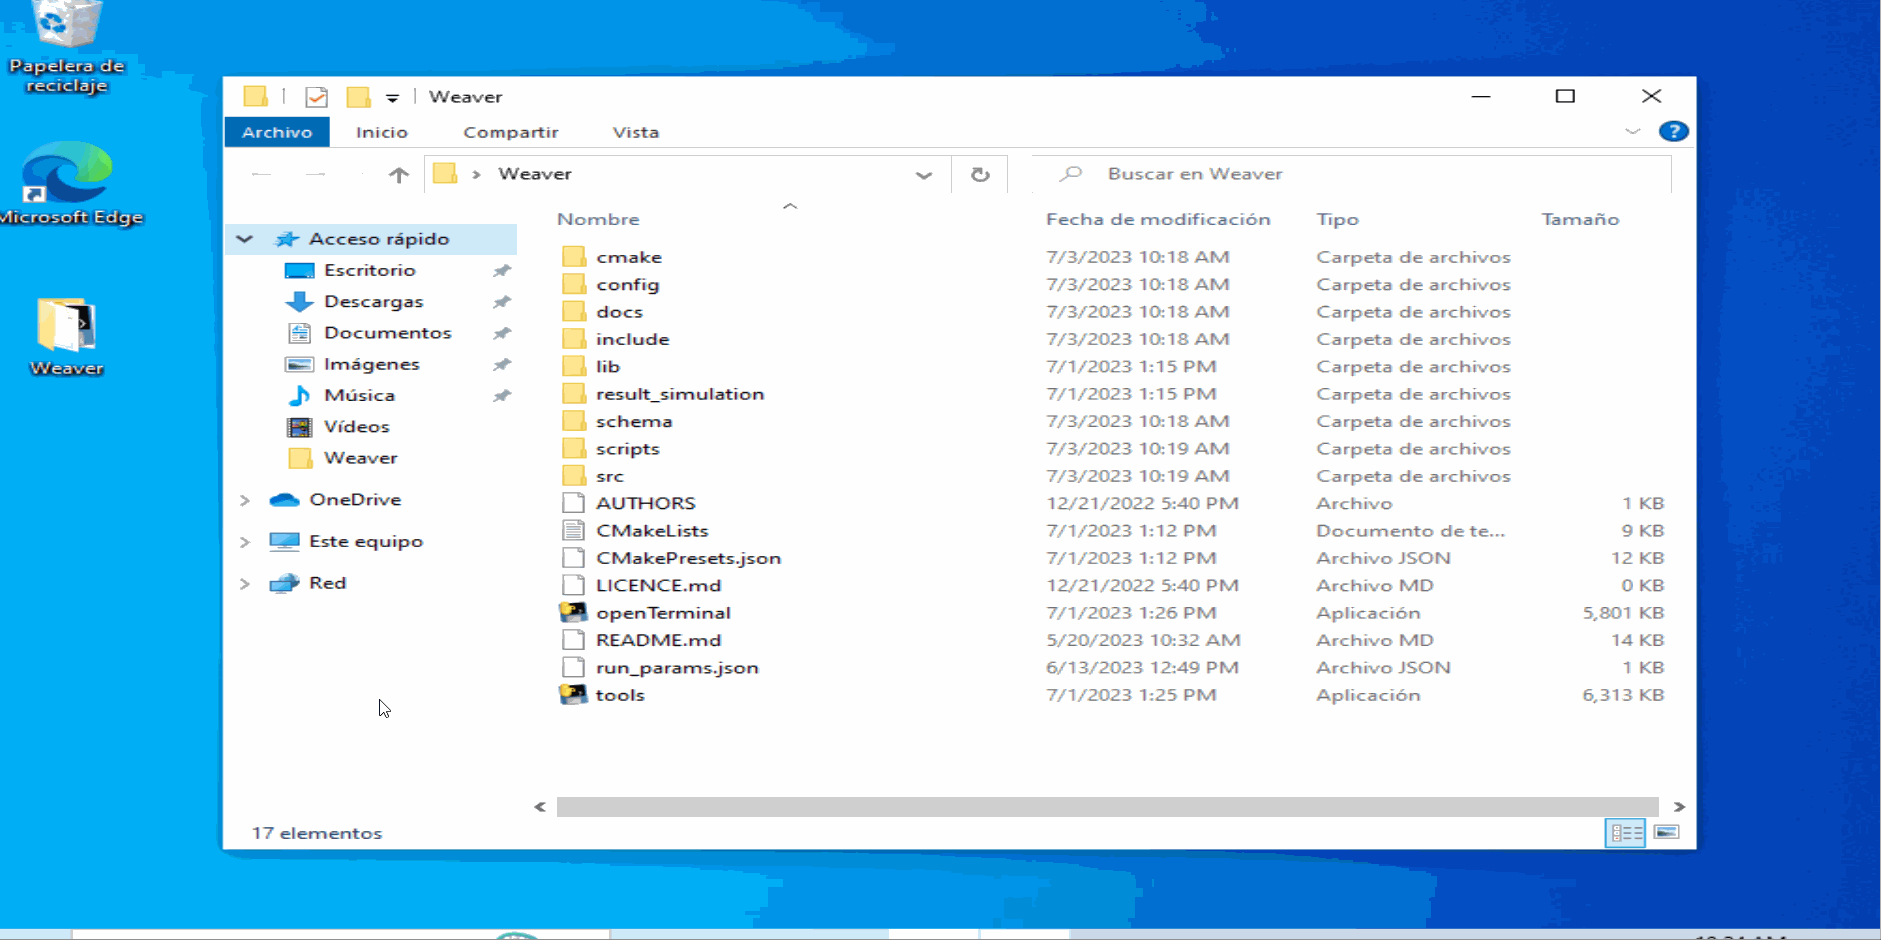 Papelera de
reciclaje
Microsoft Edge
Weaver
Weaver
Archivo Inicio Compartir Vista
?
Weaver
Buscar en Weaver
Nombre Fecha de modificación Tipo Tamaño
Acceso rápido
Escritorio
Descargas
Documentos
Imágenes
Música
Vídeos
Weaver
OneDrive
Este equipo
Red
cmake 7/3/2023 10:18 AM Carpeta de archivos
config 7/3/2023 10:18 AM Carpeta de archivos
docs 7/3/2023 10:18 AM Carpeta de archivos
include 7/3/2023 10:18 AM Carpeta de archivos
lib 7/1/2023 1:15 PM Carpeta de archivos
result_simulation 7/1/2023 1:15 PM Carpeta de archivos
schema 7/3/2023 10:18 AM Carpeta de archivos
scripts 7/3/2023 10:19 AM Carpeta de archivos
src 7/3/2023 10:19 AM Carpeta de archivos
AUTHORS 12/21/2022 5:40 PM Archivo 1 KB
CMakeLists 7/1/2023 1:12 PM Documento de te... 9 KB
CMakePresets.json 7/1/2023 1:12 PM Archivo JSON 12 KB
LICENCE.md 12/21/2022 5:40 PM Archivo MD 0 KB
openTerminal 7/1/2023 1:26 PM Aplicación 5,801 KB
README.md 5/20/2023 10:32 AM Archivo MD 14 KB
run_params.json 6/13/2023 12:49 PM Archivo JSON 1 KB
tools 7/1/2023 1:25 PM Aplicación 6,313 KB
17 elementos